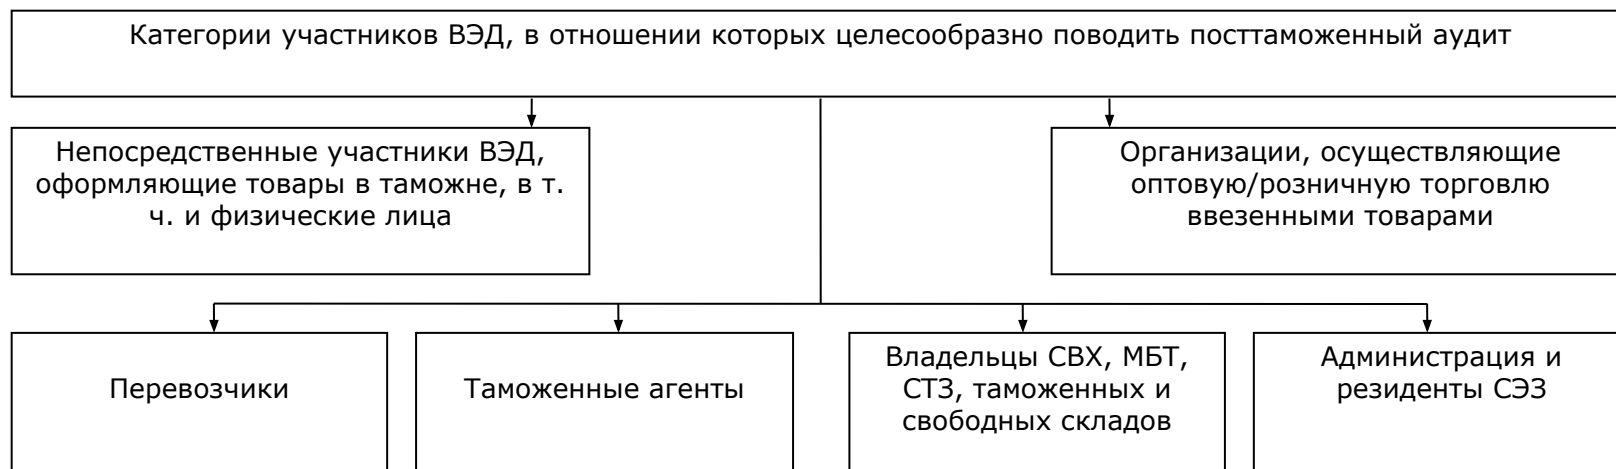 Категории участников ВЭД, в отношении которых целесообразно поводить посттаможенный аудит
Непосредственные участники ВЭД,
оформляющие товары в таможне, в т.
ч. и физические лица
Организации, осуществляющие
оптовую/розничную торговлю
ввезенными товарами
Перевозчики
Таможенные агенты
Владельцы СВХ, МБТ,
СТЗ, таможенных и
свободных складов
Администрация и
резиденты СЭЗ